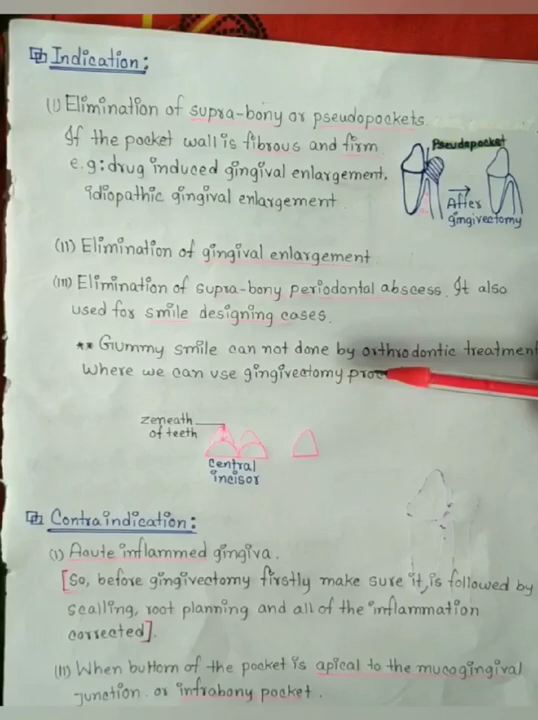 Indication:
(I) Elimination of supra-bony or pseudopockets
If the pocket wall is fibrous and firm
e.g: drug induced gingival enlargement,
idiopathic gingival enlargement
Pseudopocket
After
gingivectomy
(II) Elimination of gingival enlargement
(III) Elimination of supra-bony periodontal abscess. It also
used for smile designing cases.
** Gummy smile can not done by orthrodontic treatment
Where we can use gingivectomy
zeneath
of teeth
Central
incisor
Contraindication:
(I) Acute inflammed gingiva.
[So, before gingivectomy firstly make sure it, is followed by
scalling, root planning and all of the inflammation
corrected].
(II) When buttom of the pocket is apical to the mucogingival
junction. or infrabony pocket.